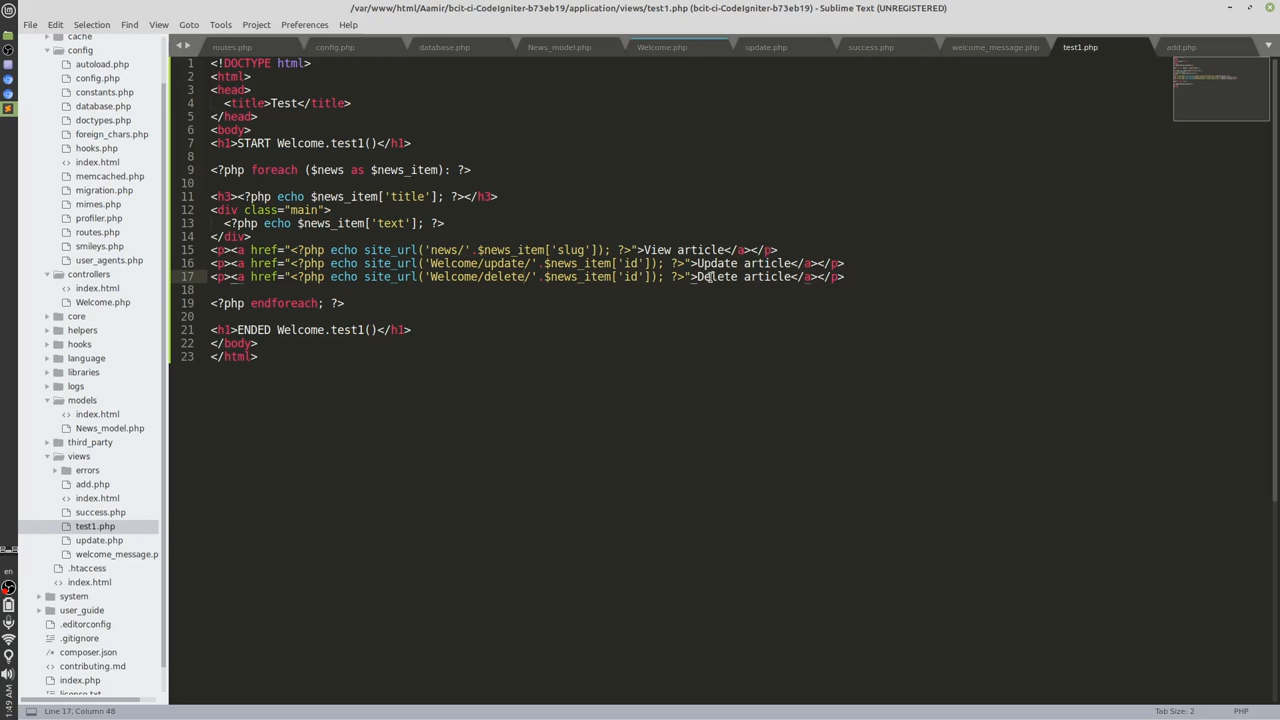 /var/www/html/Aamir/bcit-ci-CodeIgniter-b73eb19/application/views/test1.php (bcit-ci-CodeIgniter-b73eb19) - Sublime Text (UNREGISTERED)
File Edit Selection Find View Goto Tools Project Preferences Help
routes.php config.php database.php News_model.php Welcome.php update.php success.php welcome_message.php test1.php add.php
cache
config
autoload.php
config.php
constants.php
database.php
doctypes.php
foreign_chars.php
hooks.php
index.html
memcached.php
migration.php
mimes.php
profiler.php
routes.php
smileys.php
user_agents.php
controllers
index.html
Welcome.php
core
helpers
hooks
language
libraries
logs
models
index.html
News_model.php
third_party
views
errors
add.php
index.html
success.php
test1.php
update.php
welcome_message.p
.htaccess
index.html
system
user_guide
.editorconfig
.gitignore
composer.json
contributing.md
index.php
license.txt
1 <!DOCTYPE html>
2 <html>
3 <head>
4 <title>Test</title>
5 </head>
6 <body>
7 <h1>START Welcome.test1()</h1>
8
9 <?php foreach ($news as $news_item): ?>
10
11 <h3><?php echo $news_item['title']; ?></h3>
12 <div class="main">
13 <?php echo $news_item['text']; ?>
14 </div>
15 <p><a href="<?php echo site_url('news/'.$news_item['slug']); ?>">View article</a></p>
16 <p><a href="<?php echo site_url('Welcome/update/'.$news_item['id']); ?>">Update article</a></p>
17 <p><a href="<?php echo site_url('Welcome/delete/'.$news_item['id']); ?>">Delete article</a></p>
18
19 <?php endforeach; ?>
20
21 <h1>ENDED Welcome.test1()</h1>
22 </body>
23 </html>
en
1:49 AM
Line 17, Column 48
Tab Size: 2
PHP